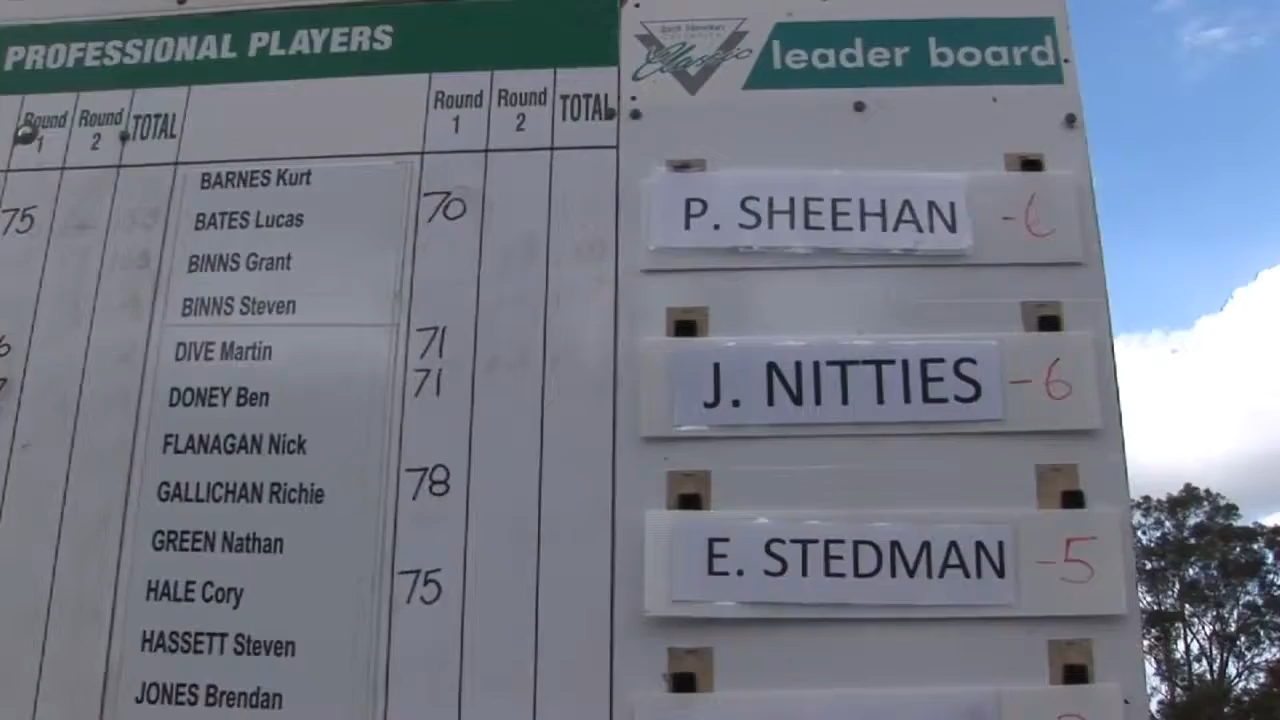 PROFESSIONAL PLAYERS
Round 1 Round 2 TOTAL
Round 1 Round 2 TOTAL
75
BARNES Kurt
BATES Lucas 70
BINNS Grant
BINNS Steven
DIVE Martin 71
DONEY Ben 71
FLANAGAN Nick
GALLICHAN Richie 78
GREEN Nathan
HALE Cory 75
HASSETT Steven
JONES Brendan
Classic
leader board
P. SHEEHAN -6
J. NITTIES -6
E. STEDMAN -5